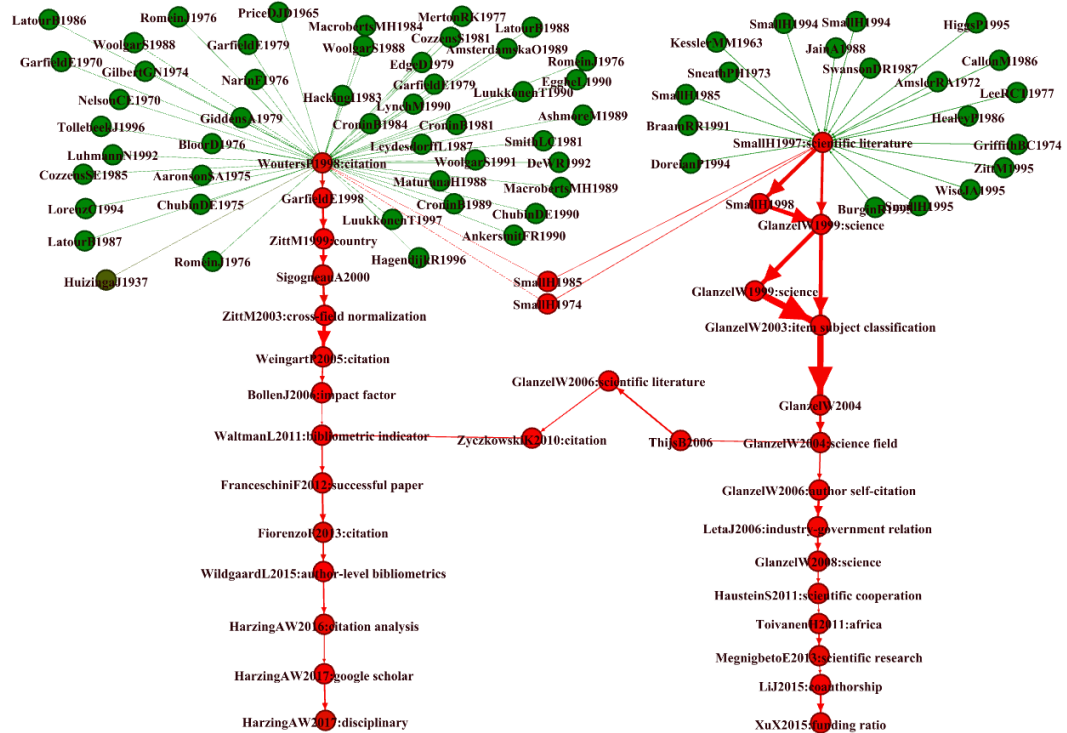 LatourB1986
RomeinJ1976
PriceDJD1965
MacrobertsMH1984
MertonRK1977
LatourB1988
WoolgarS1988
GarfieldE1979
WoolgarS1988
CozzensS1981
AmsterdamskaO1989
GarfieldE1970
GilbertGN1974
NarinF1976
EdgeD1979
RomeinJ1976
GarfieldE1979
EggheL1990
NelsonCE1970
HackingI1983
LynchM1990
LuukkonenT1990
GiddensA1979
CroninB1984
CroninB1981
AshmoreM1989
TollebeekJ1996
BloorD1976
LeydesdorffL1987
SmithLC1981
LuhmannN1992
WoutersP1998:citation
WoolgarS1991
DeWR1992
CozzensSE1985
AaronsonSA1975
MaturanaH1988
MacrobertsMH1989
LorenzC1994
ChubinDE1975
GarfieldE1998
CroninB1989
ChubinDE1990
LuukkonenT1997
AnkersmitFR1990
LatourB1987
ZittM1999:country
HagendijkRR1996
RomeinJ1976
HuizingaJ1937
SigogneauA2000
ZittM2003:cross-field normalization
WeingartP2005:citation
BollenJ2006:impact factor
WaltmanL2011:bibliometric indicator
FranceschiniF2012:successful paper
FiorenzoF2013:citation
WildgaardL2015:author-level bibliometrics
HarzingAW2016:citation analysis
HarzingAW2017:google scholar
HarzingAW2017:disciplinary
SmallH1985
SmallH1974
GlanzelW2006:scientific literature
ZyczkowskiK2010:citation
ThijsB2006
SmallH1994
SmallH1994
HiggsP1995
KesslerMM1963
JainA1988
CallonM1986
SneathPH1973
SwansonDR1987
AmslerRA1972
LeeRCT1977
SmallH1985
HealeyP1986
BraamRR1991
SmallH1997:scientific literature
GriffithBC1974
DoreianP1994
ZittM1995
WiseJA1995
SmallH1998
BurginR1995
SmallH1995
GlanzelW1999:science
GlanzelW1999:science
GlanzelW2003:item subject classification
GlanzelW2004
GlanzelW2004:science field
GlanzelW2006:author self-citation
LetaJ2006:industry-government relation
GlanzelW2008:science
HausteinS2011:scientific cooperation
ToivanenH2011:africa
MegnigbetoE2013:scientific research
LiJ2015:coauthorship
XuX2015:funding ratio